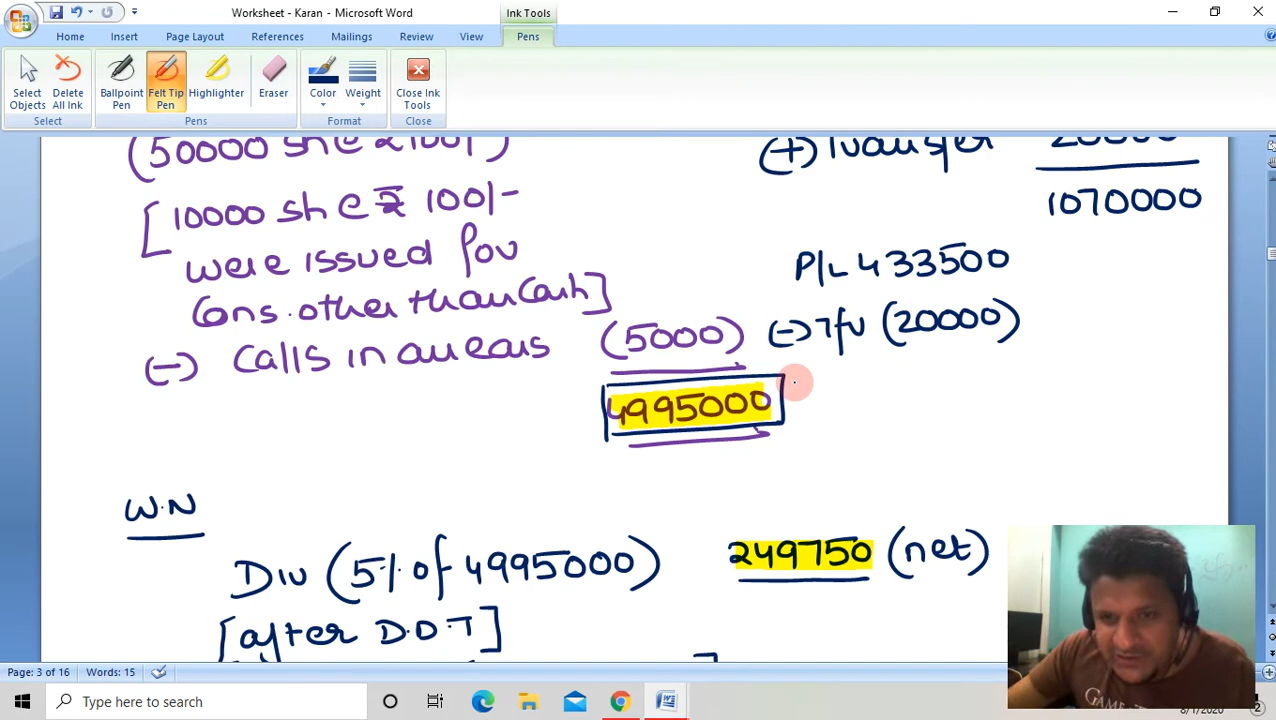 Worksheet - Karan - Microsoft Word
Ink Tools
Home Insert Page Layout References Mailings Review View Pens
Select Objects
Delete All Ink
Ballpoint Pen
Felt Tip Pen
Highlighter
Eraser
Color
Weight
Close Ink Tools
Select Pens Format Close
(50000 sh @ ₹100/-)
[10000 sh @ ₹ 100/-
were issued for
Cons. other than Cash]
(-) Calls in arrears (5000)
4995000
(+) Transfer 20000
1070000
P/L 433500
(-) Tfr (20000)
W.N
Div (5% of 4995000) 249750 (net)
[after D.D.T]
Page: 3 of 16 Words: 15
Type here to search
8/1/2020
2